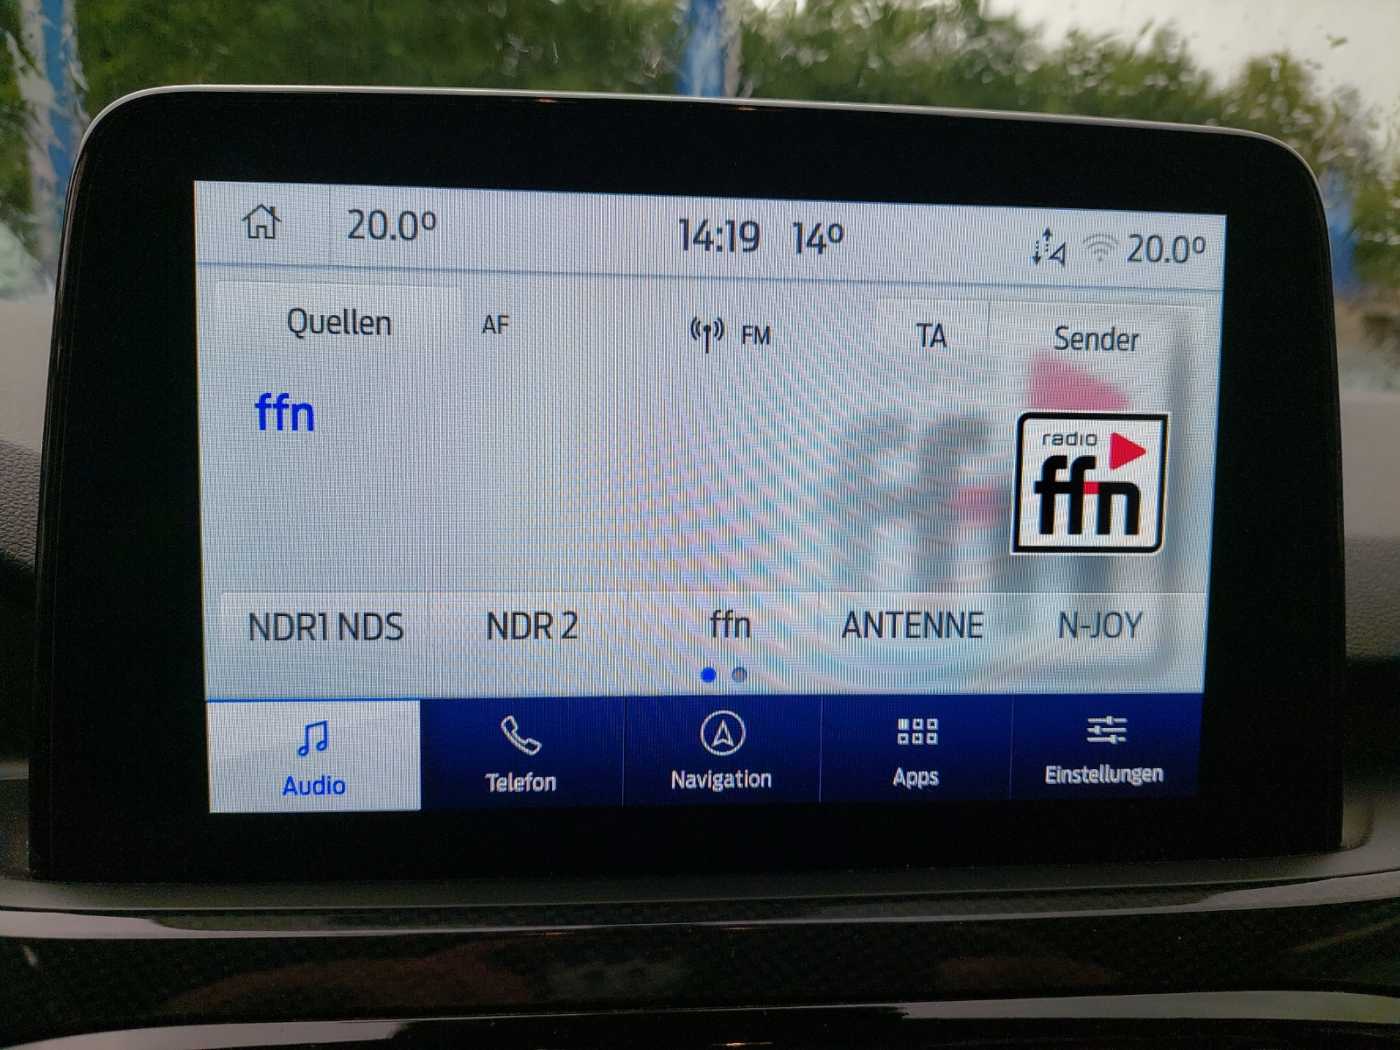 20.0° 14:19 14° 20.0°
Quellen AF FM TA Sender
ffn
radio
ffn
NDR1 NDS NDR 2 ffn ANTENNE N-JOY
Audio Telefon Navigation Apps Einstellungen